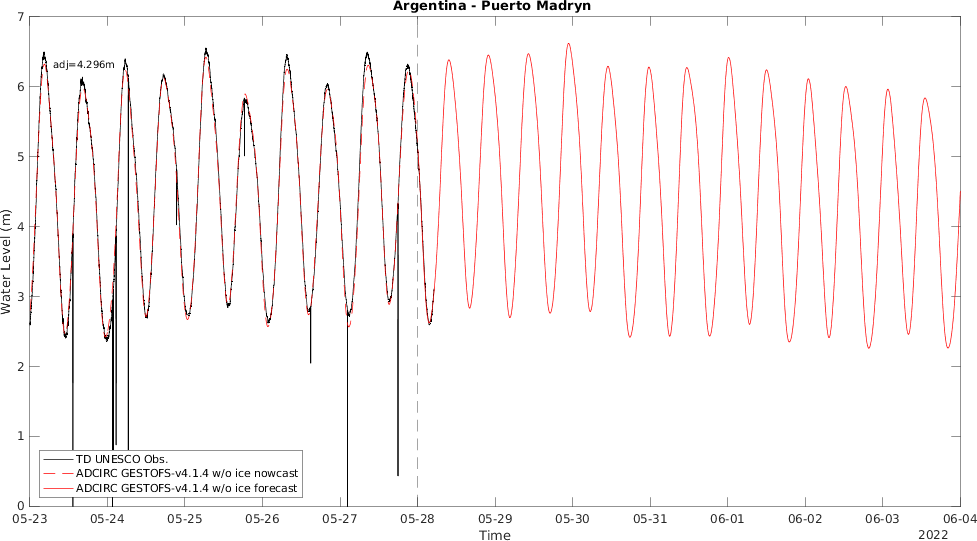 Argentina - Puerto Madryn
7
6
5
4
3
2
1
0
Water Level (m)
adj=4.296m
TD UNESCO Obs.
ADCIRC GESTOFS-v4.1.4 w/o ice nowcast
ADCIRC GESTOFS-v4.1.4 w/o ice forecast
05-23 05-24 05-25 05-26 05-27 05-28 05-29 05-30 05-31 06-01 06-02 06-03 06-04
Time
2022